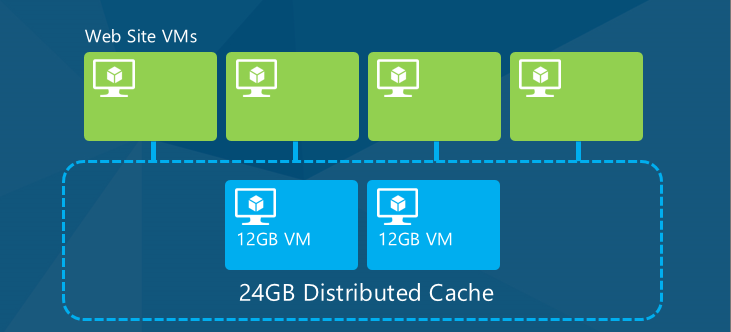 Web Site VMs
12GB VM
12GB VM
24GB Distributed Cache